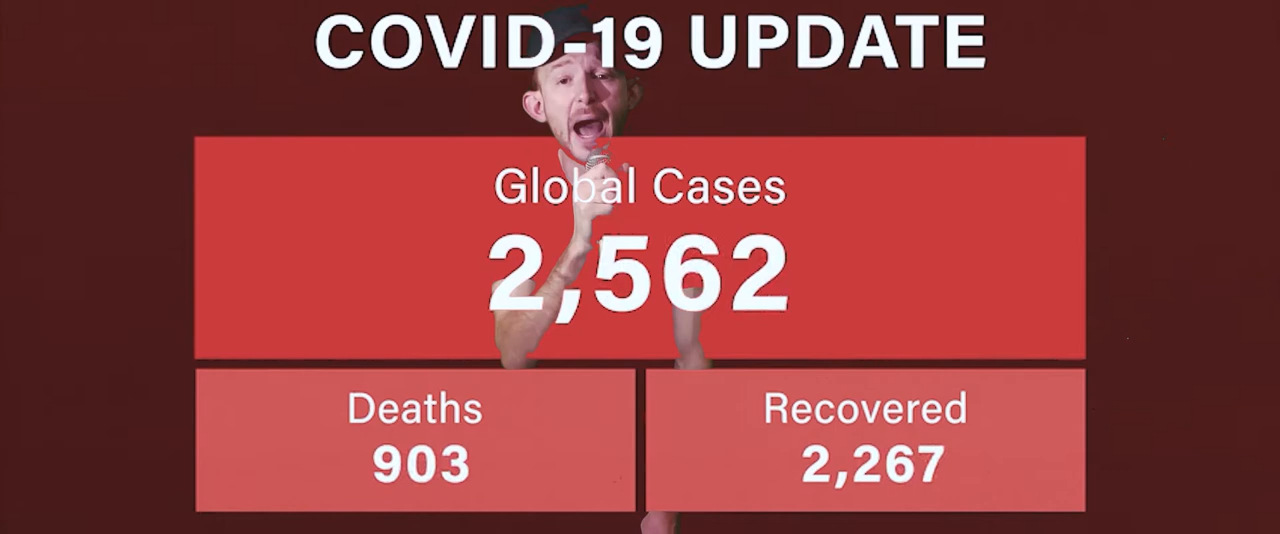 COVID-19 UPDATE
Global Cases
2,562
Deaths
903
Recovered
2,267